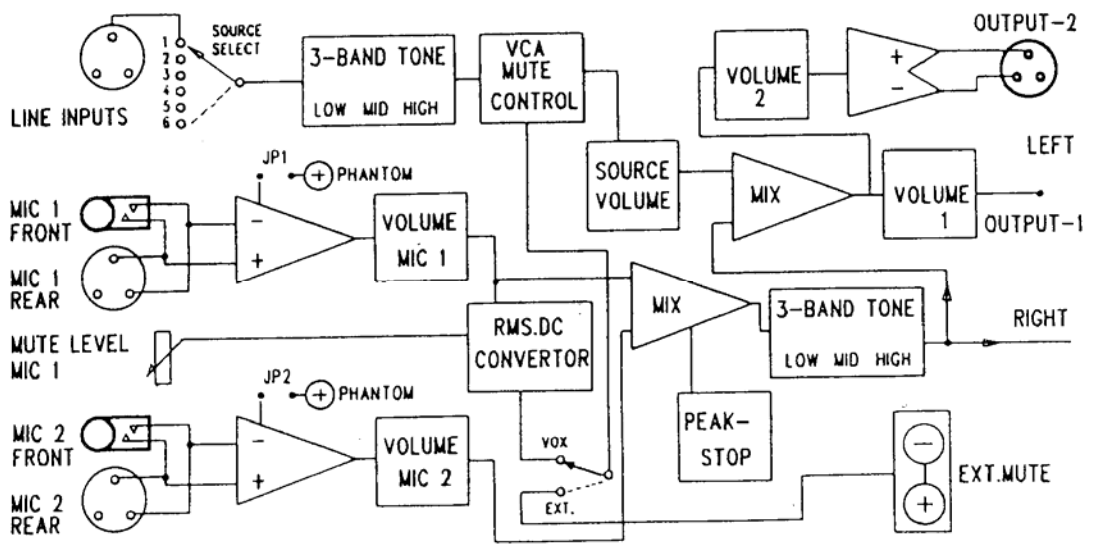 1
2
3
4
5
6
SOURCE
SELECT
LINE INPUTS
3-BAND TONE
LOW MID HIGH
VCA
MUTE
CONTROL
VOLUME
2
+
−
OUTPUT-2
SOURCE
VOLUME
MIX
VOLUME
1
LEFT
OUTPUT-1
MIC 1
FRONT
MIC 1
REAR
JP1
+
PHANTOM
−
+
VOLUME
MIC 1
MUTE LEVEL
MIC 1
RMS.DC
CONVERTOR
MIX
3-BAND TONE
LOW MID HIGH
RIGHT
PEAK-
STOP
MIC 2
FRONT
MIC 2
REAR
JP2
+
PHANTOM
−
+
VOLUME
MIC 2
VOX
EXT.
−
+
EXT.MUTE